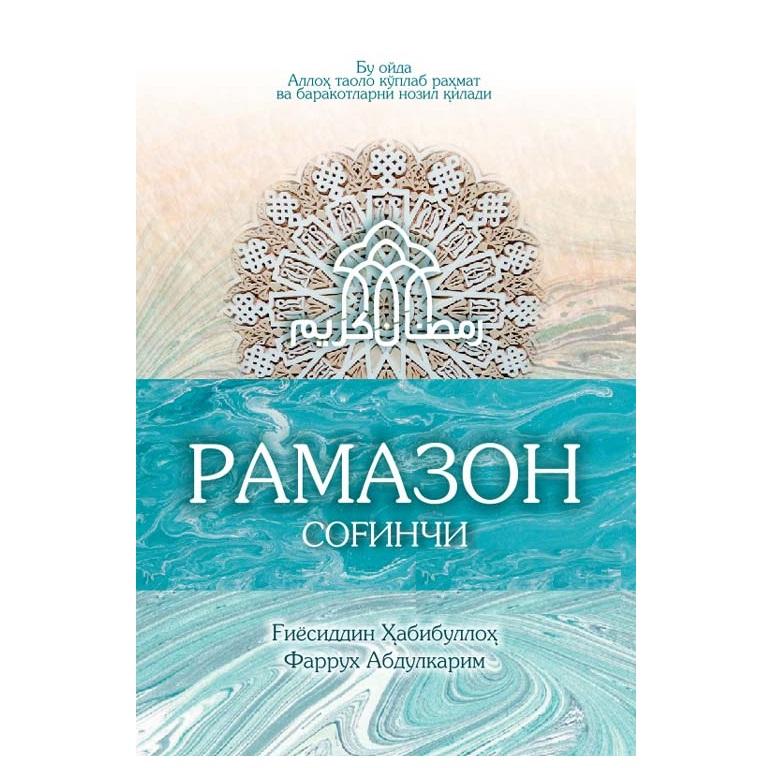 Бу ойда
Аллоҳ таоло кўплаб раҳмат
ва баракотларни нозил қилади
رمضان كريم
РАМАЗОН
СОҒИНЧИ
Ғиёсиддин Ҳабибуллоҳ
Фаррух Абдулкарим